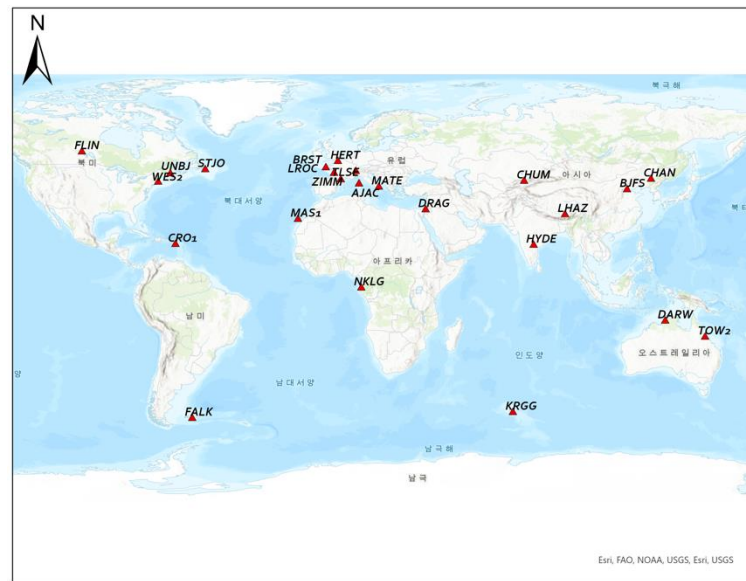 N
북극해
FLIN
북미
UNBJ
STJO
WES2
BRST
HERT
유럽
LROC
ZIMM
AJAC
MATE
CHUM
아시아
CHAN
BJFS
북대서양
DRAG
LHAZ
MAS1
CRO1
HYDE
아프리카
NKLG
남미
DARW
TOW2
인도양
오스트레일리아
양
남대서양
FALK
KRGG
남극해
남극
Esri, FAO, NOAA, USGS, Esri, USGS